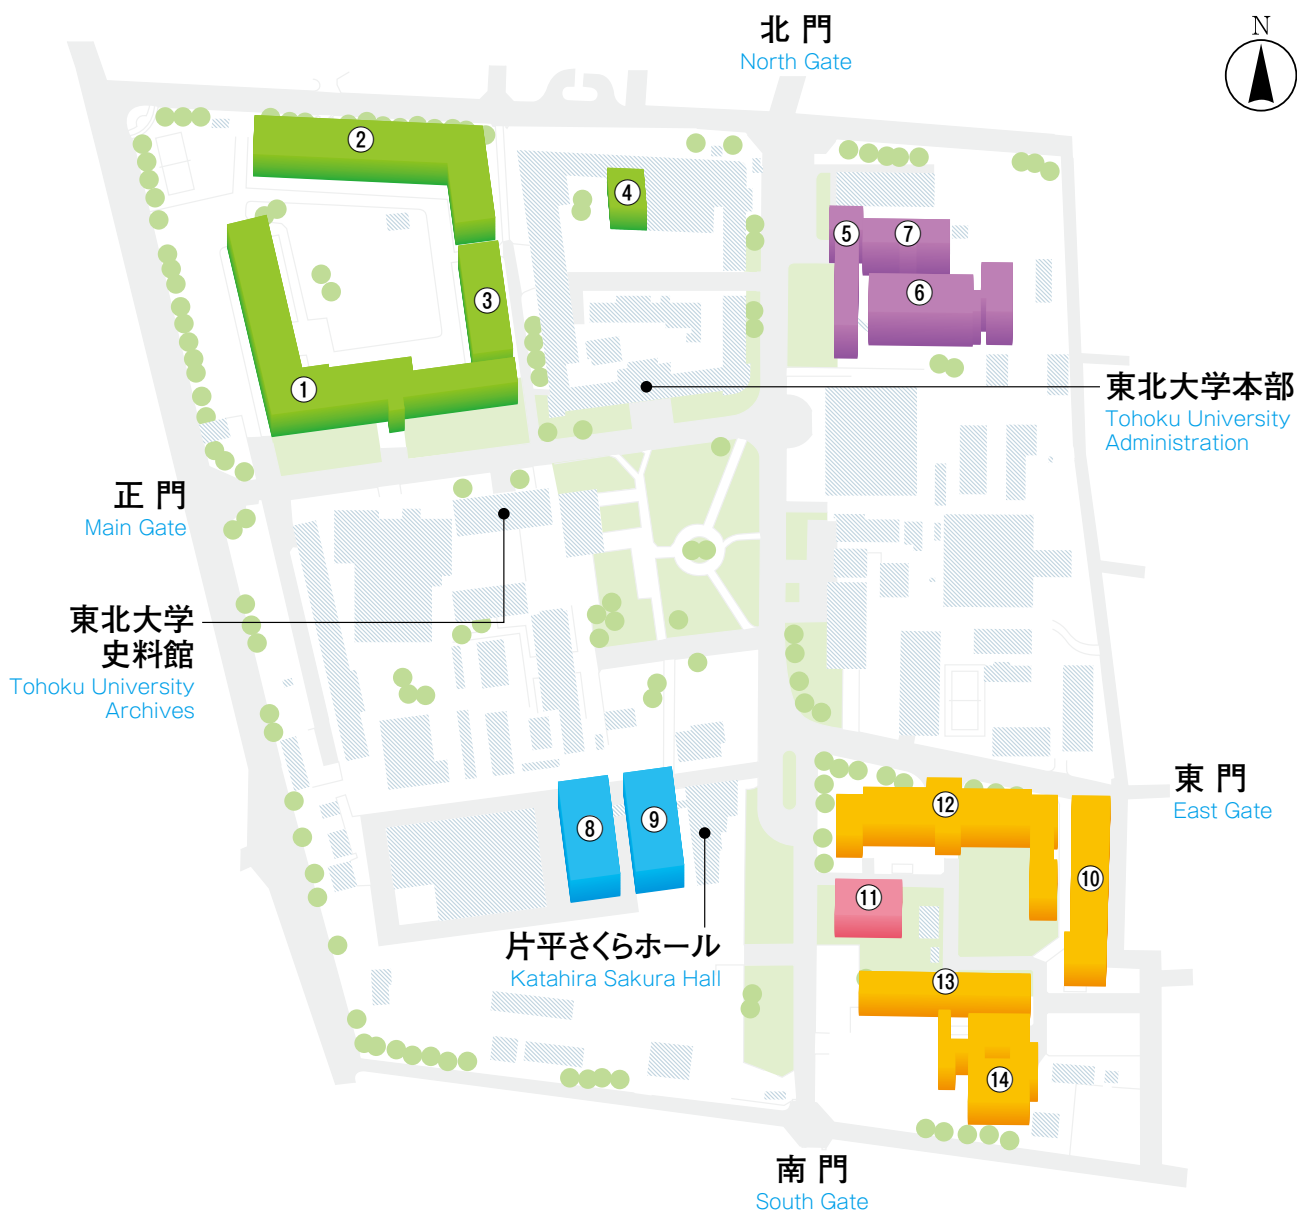 北門
North Gate
N
②
④
⑤
⑦
⑥
③
①
東北大学本部
Tohoku University
Administration
正門
Main Gate
東北大学
史料館
Tohoku University
Archives
東門
East Gate
⑧
⑨
⑫
⑩
⑪
片平さくらホール
Katahira Sakura Hall
⑬
⑭
南門
South Gate